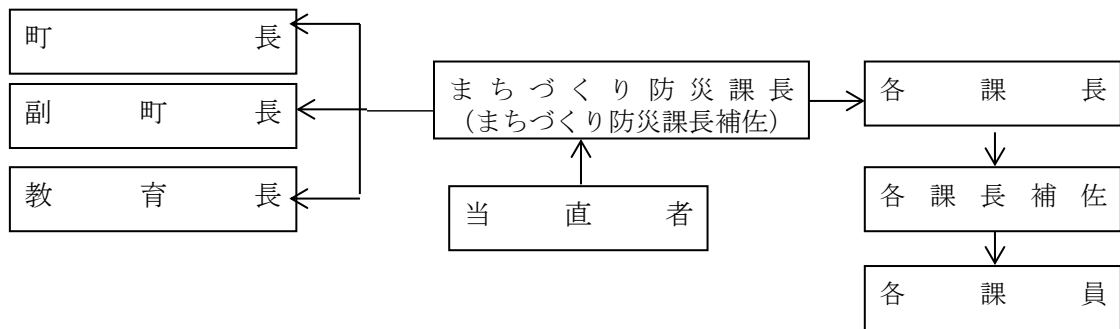 町長
副町長
教育長
まちづくり防災課長
（まちづくり防災課長補佐）
当直者
各課長
各課長補佐
各課員